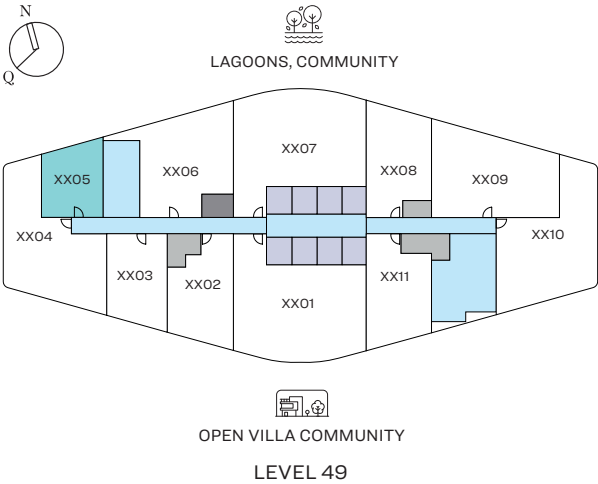 N
Q
LAGOONS, COMMUNITY
XX07
XX06
XX08
XX05
XX09
XX04
XX10
XX03
XX02
XX11
XX01
OPEN VILLA COMMUNITY
LEVEL 49